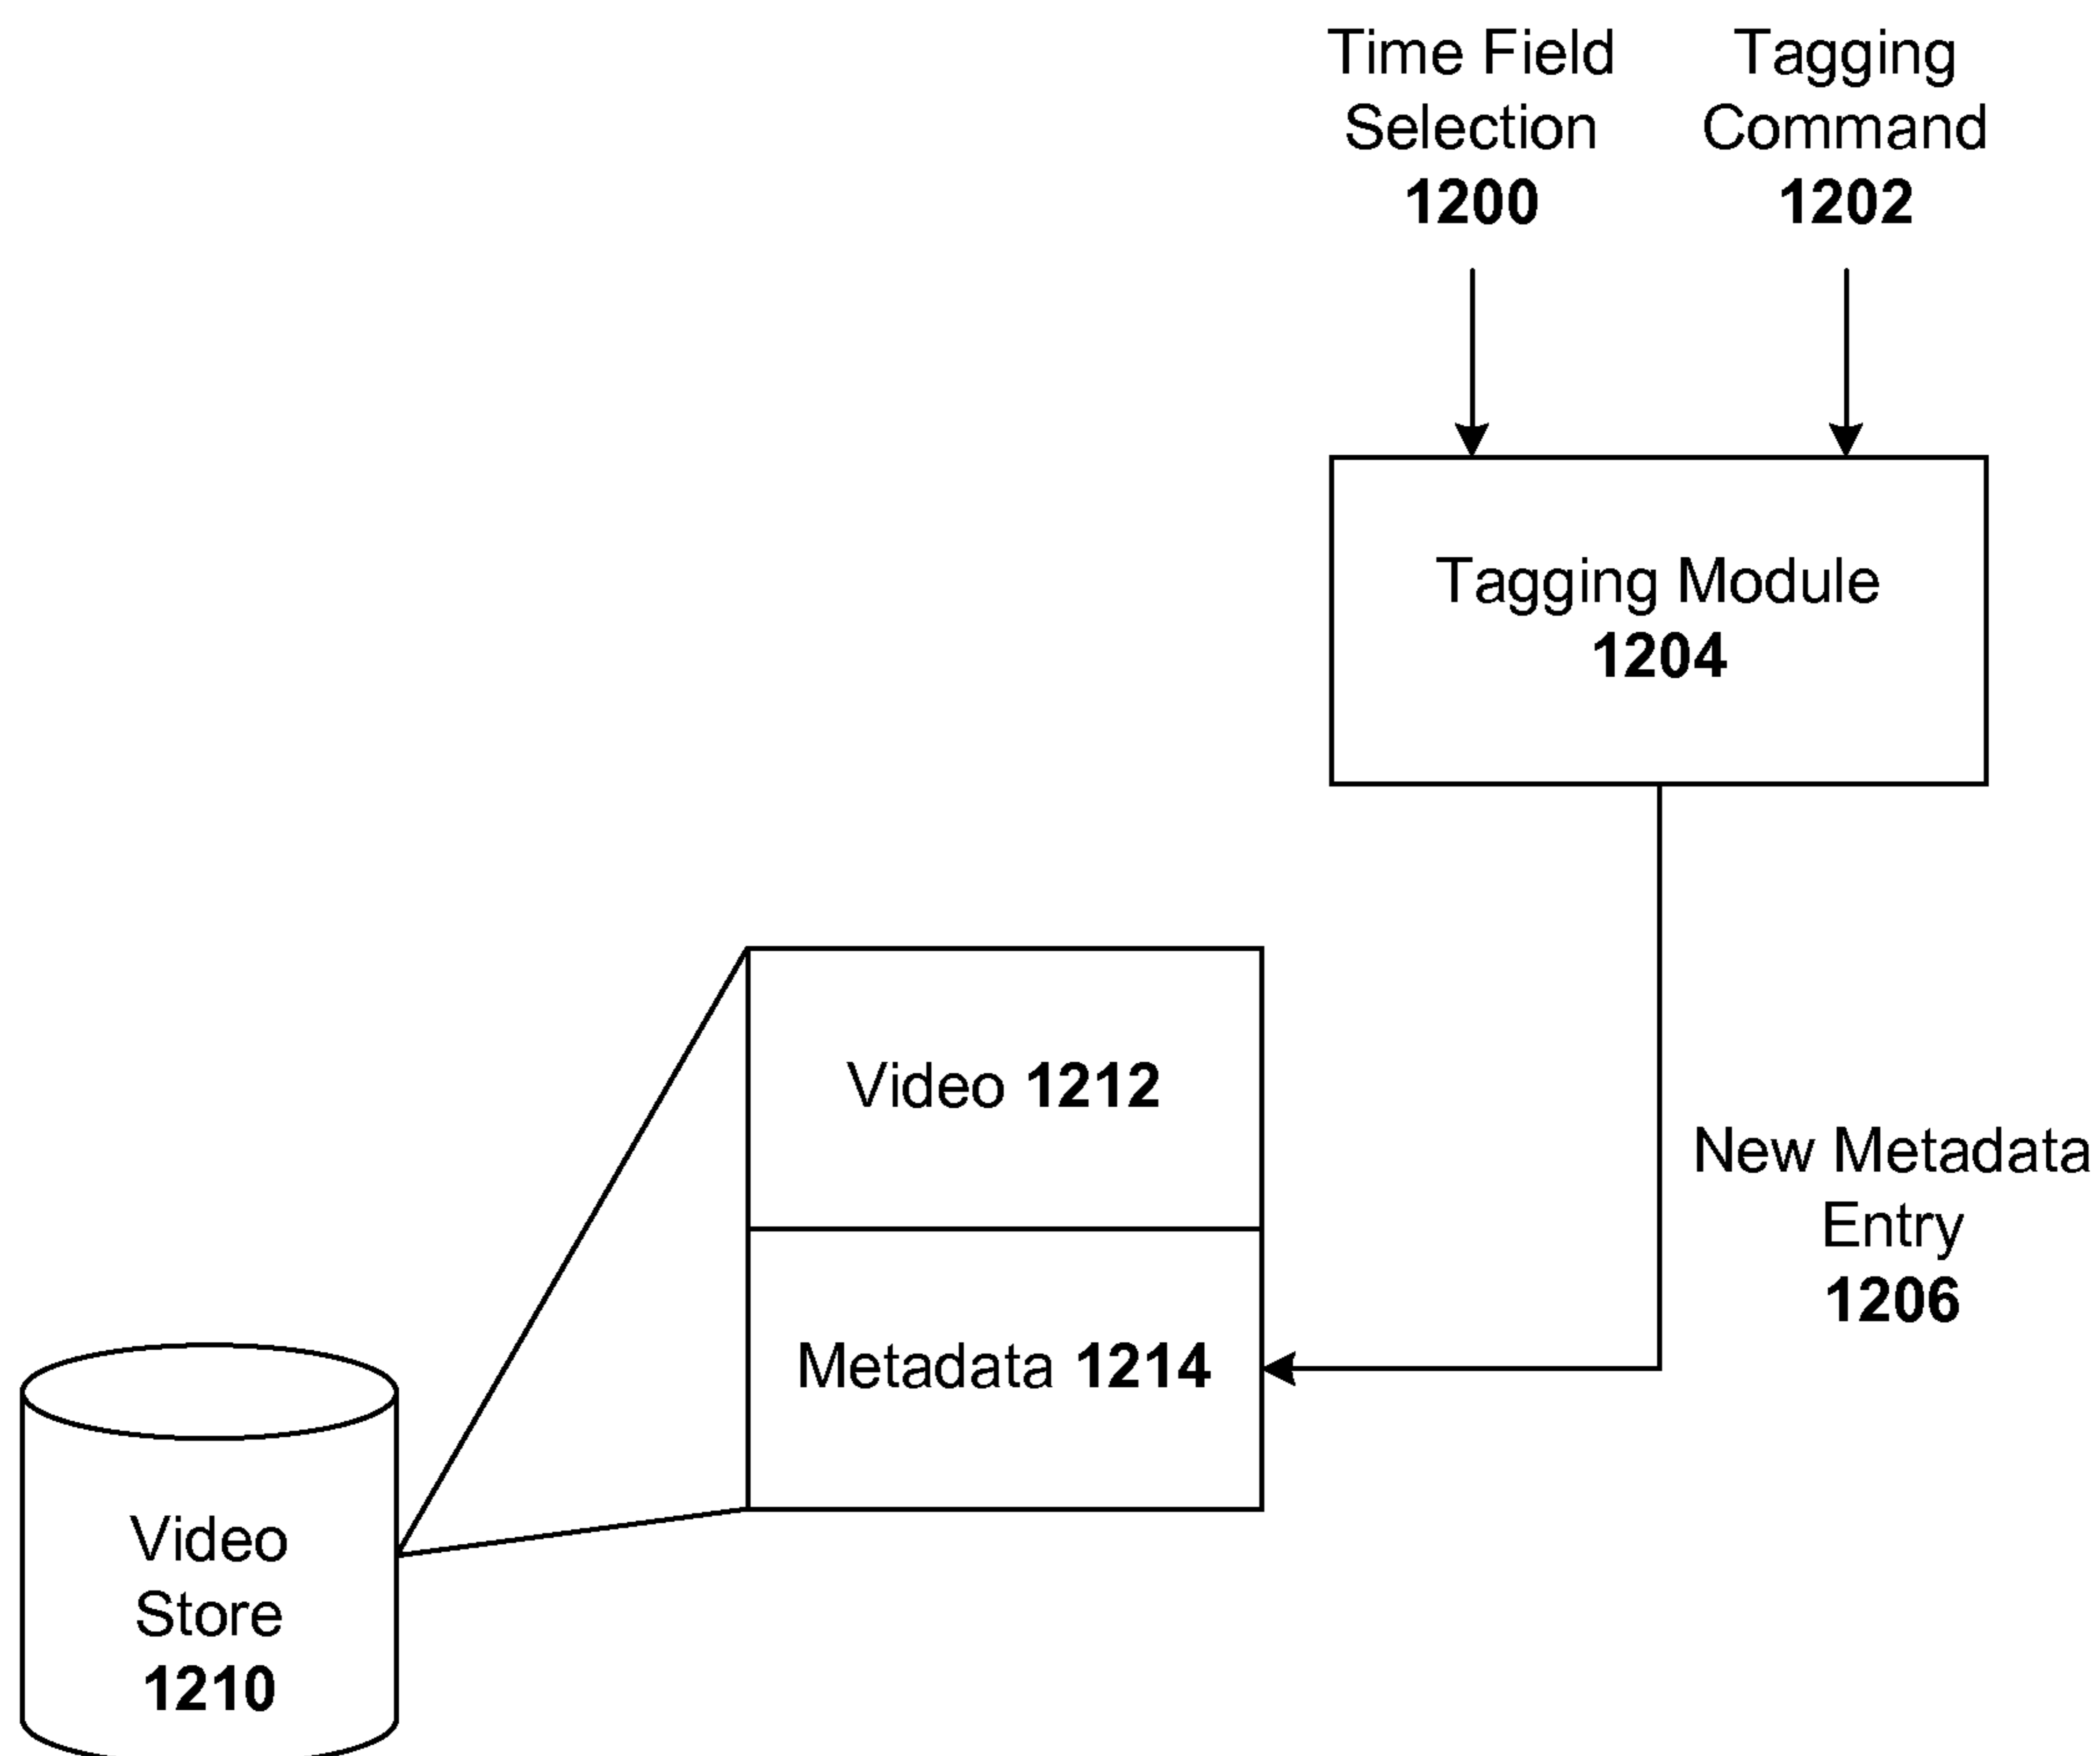 Time Field
Selection
1200
Tagging
Command
1202
Tagging Module
1204
Video 1212
New Metadata
Entry
1206
Metadata 1214
Video
Store
1210